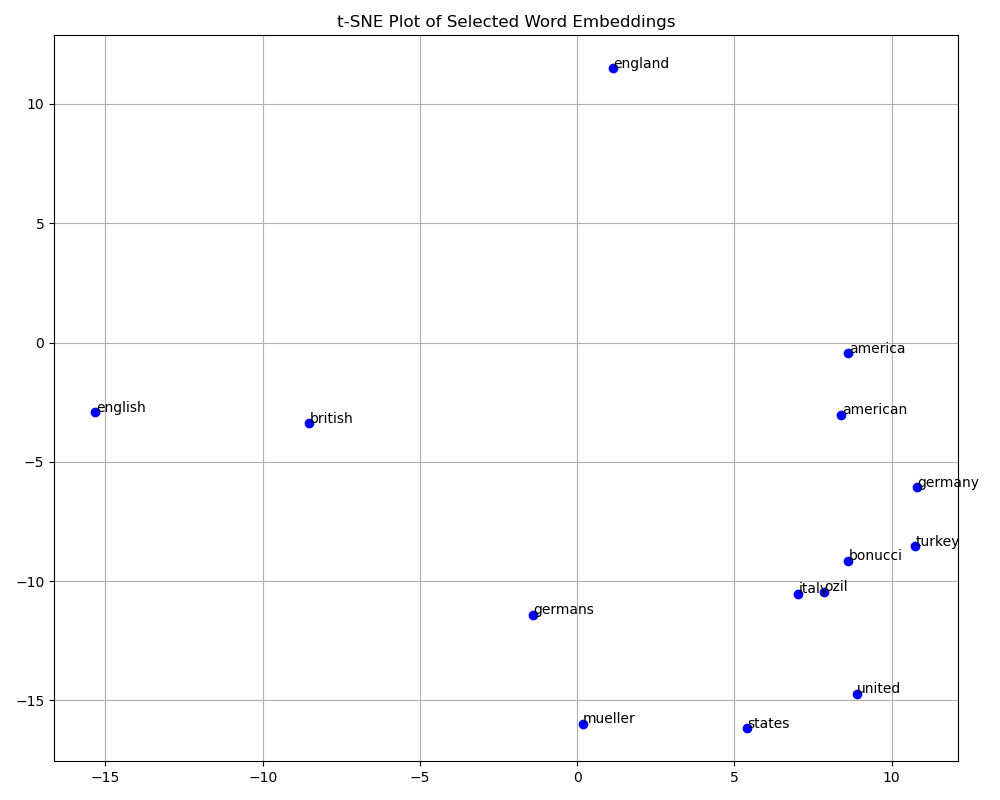 t-SNE Plot of Selected Word Embeddings
england
10
5
0
america
english
british
american
−5
germany
turkey
bonucci
−10
italy
ozil
germans
united
−15
mueller
states
−15
−10
−5
0
5
10